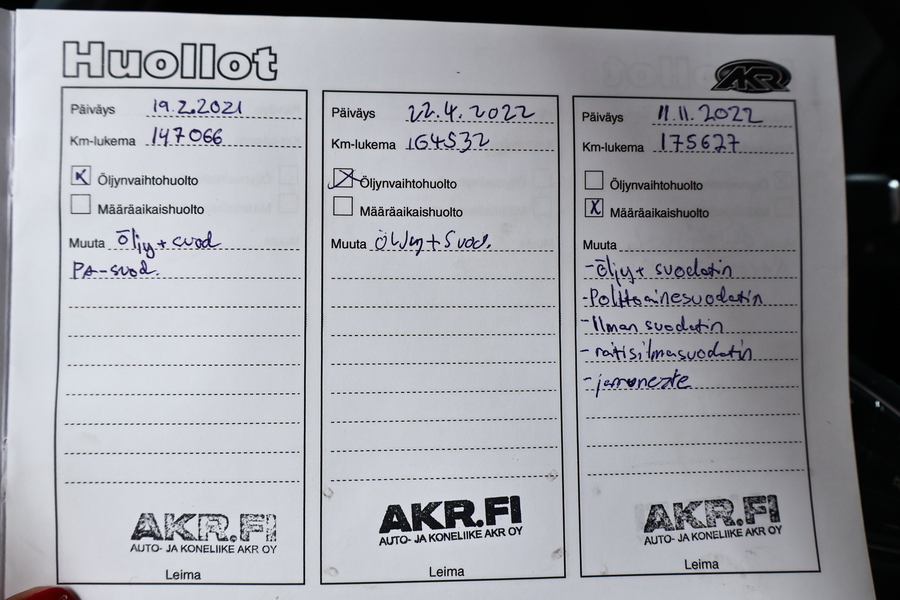 Huollot
AKR
Päiväys 19.2.2021
Km-lukema 147066
x Öljynvaihtohuolto
Määräaikaishuolto
Muuta Öljy + suod
PA-suod.
AKR.FI
AUTO- JA KONELIIKE AKR OY
Leima
Päiväys 22.4.2022
Km-lukema 164532
x Öljynvaihtohuolto
Määräaikaishuolto
Muuta Öljy + Suod.
AKR.FI
AUTO- JA KONELIIKE AKR OY
Leima
Päiväys 11.11.2022
Km-lukema 175627
Öljynvaihtohuolto
x Määräaikaishuolto
Muuta
-öljy + suodatin
-Polttoainesuodatin
-Ilman suodatin
-raitisilmasuodatin
-jarruneste
AKR.FI
AUTO- JA KONELIIKE AKR OY
Leima